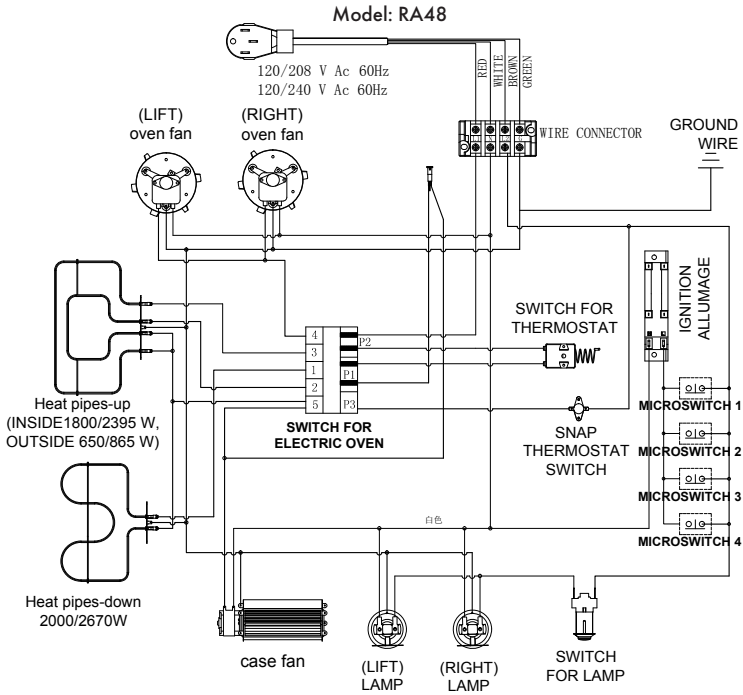 Model: RA48
120/208 V Ac 60Hz
120/240 V Ac 60Hz
RED
WHITE
BROWN
GREEN
WIRE CONNECTOR
GROUND
WIRE
(LIFT)
oven fan
(RIGHT)
oven fan
IGNITION
ALLUMAGE
SWITCH FOR
THERMOSTAT
4
3
1
2
5
P2
P1
P3
SWITCH FOR
ELECTRIC OVEN
Heat pipes-up
(INSIDE1800/2395 W,
OUTSIDE 650/865 W)
SNAP
THERMOSTAT
SWITCH
MICROSWITCH 1
MICROSWITCH 2
MICROSWITCH 3
MICROSWITCH 4
白色
Heat pipes-down
2000/2670W
case fan
(LIFT)
LAMP
(RIGHT)
LAMP
SWITCH
FOR LAMP